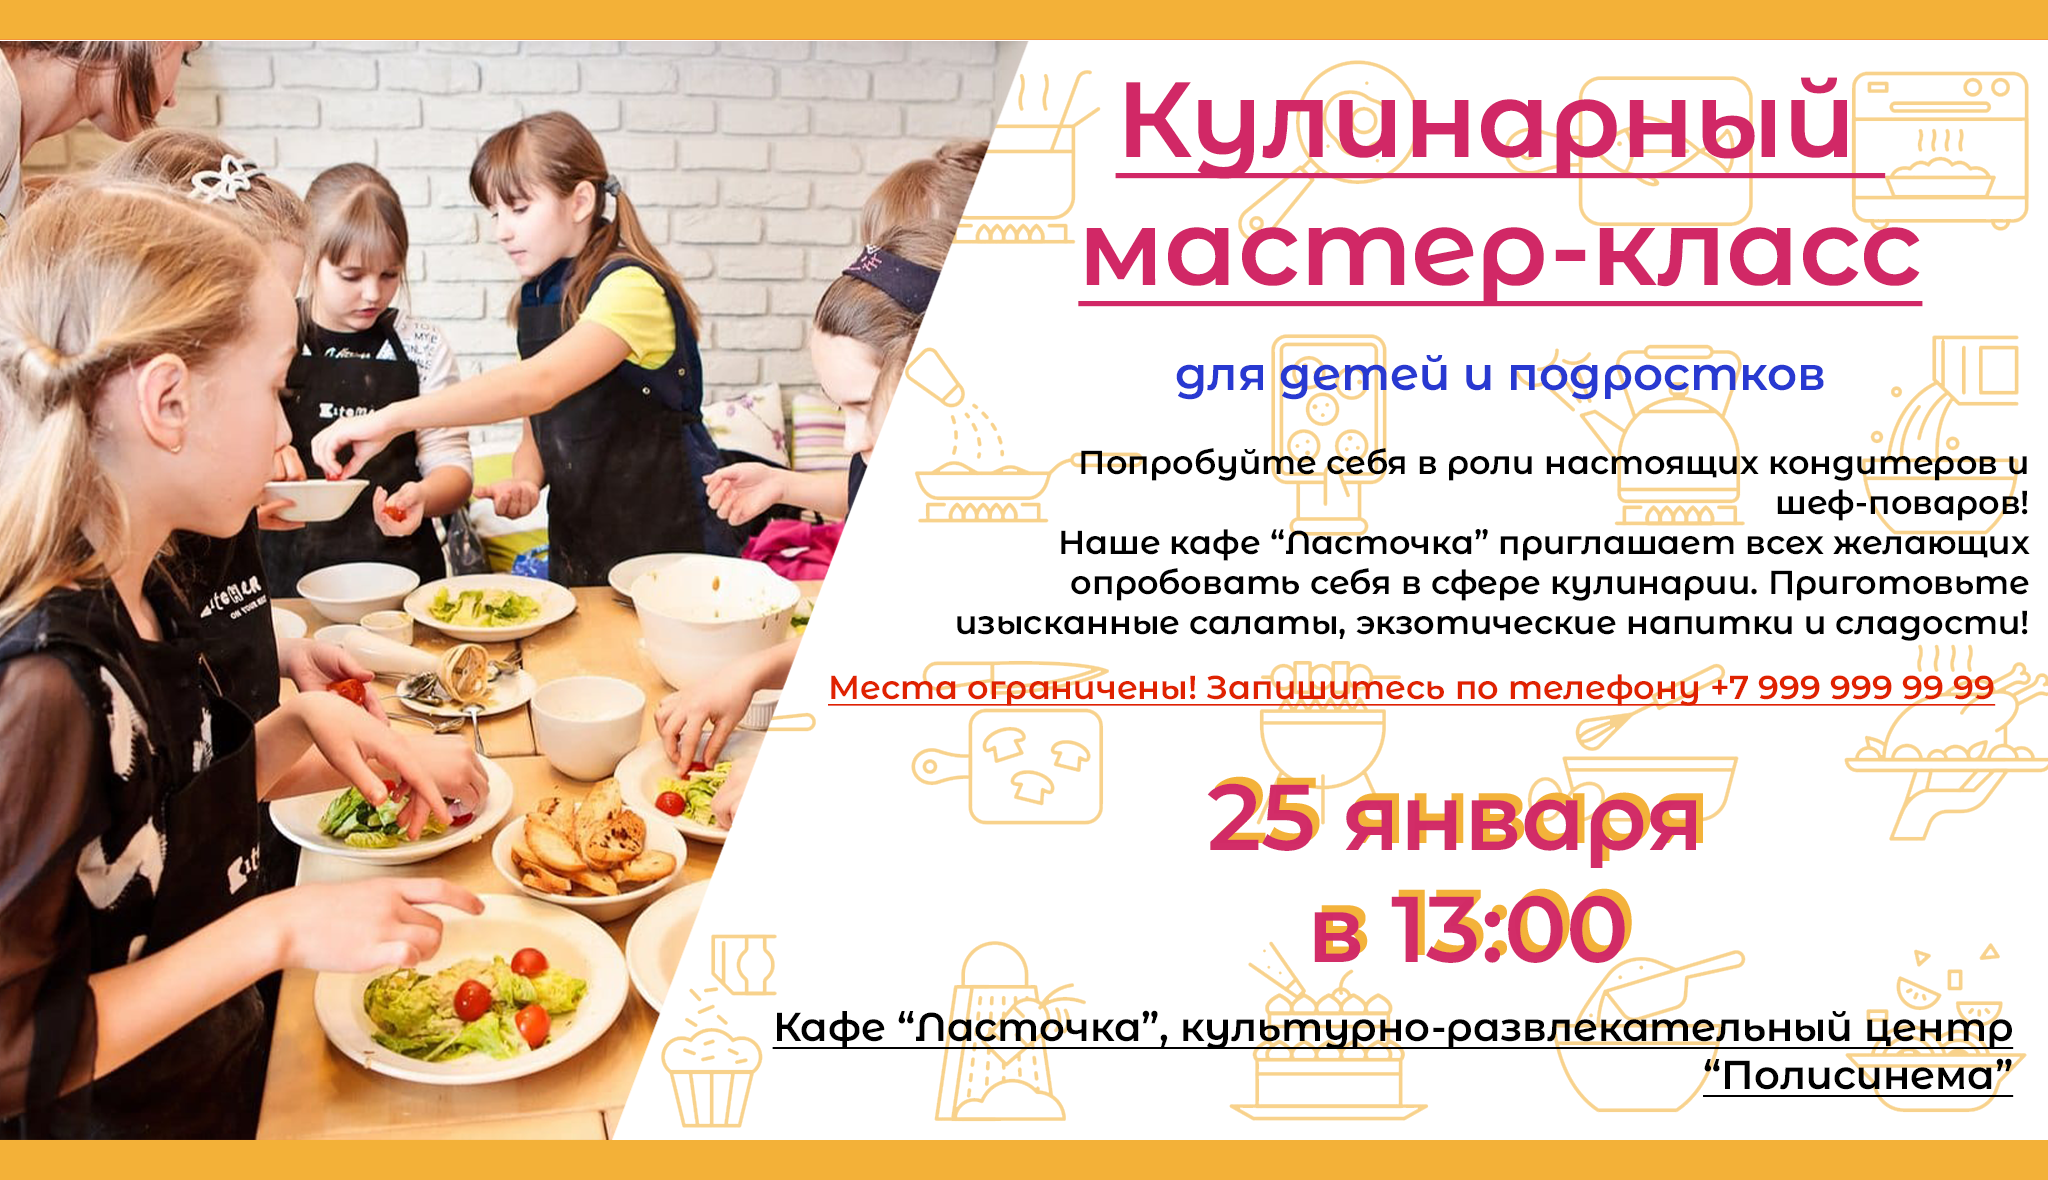 Кулинарный
мастер-класс
для детей и подростков
Попробуйте себя в роли настоящих кондитеров и
шеф-поваров!
Наше кафе “Ласточка” приглашает всех желающих
опробовать себя в сфере кулинарии. Приготовьте
изысканные салаты, экзотические напитки и сладости!
Места ограничены! Запишитесь по телефону +7 999 999 99 99
25 января
в 13:00
Кафе “Ласточка”, культурно-развлекательный центр
“Полисинема”